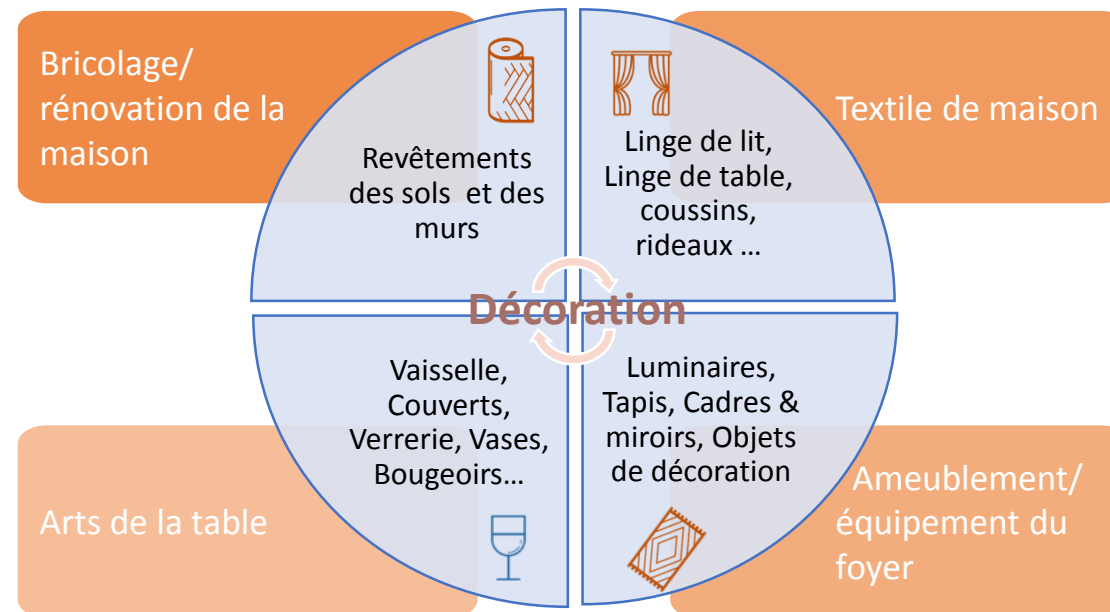 Bricolage/
rénovation de la
maison
Revêtements
des sols et des
murs
Linge de lit,
Linge de table,
coussins,
rideaux ...
Textile de maison
Décoration
Arts de la table
Vaisselle,
Couverts,
Verrerie, Vases,
Bougeoirs…
Luminaires,
Tapis, Cadres &
miroirs, Objets
de décoration
Ameublement/
équipement du
foyer